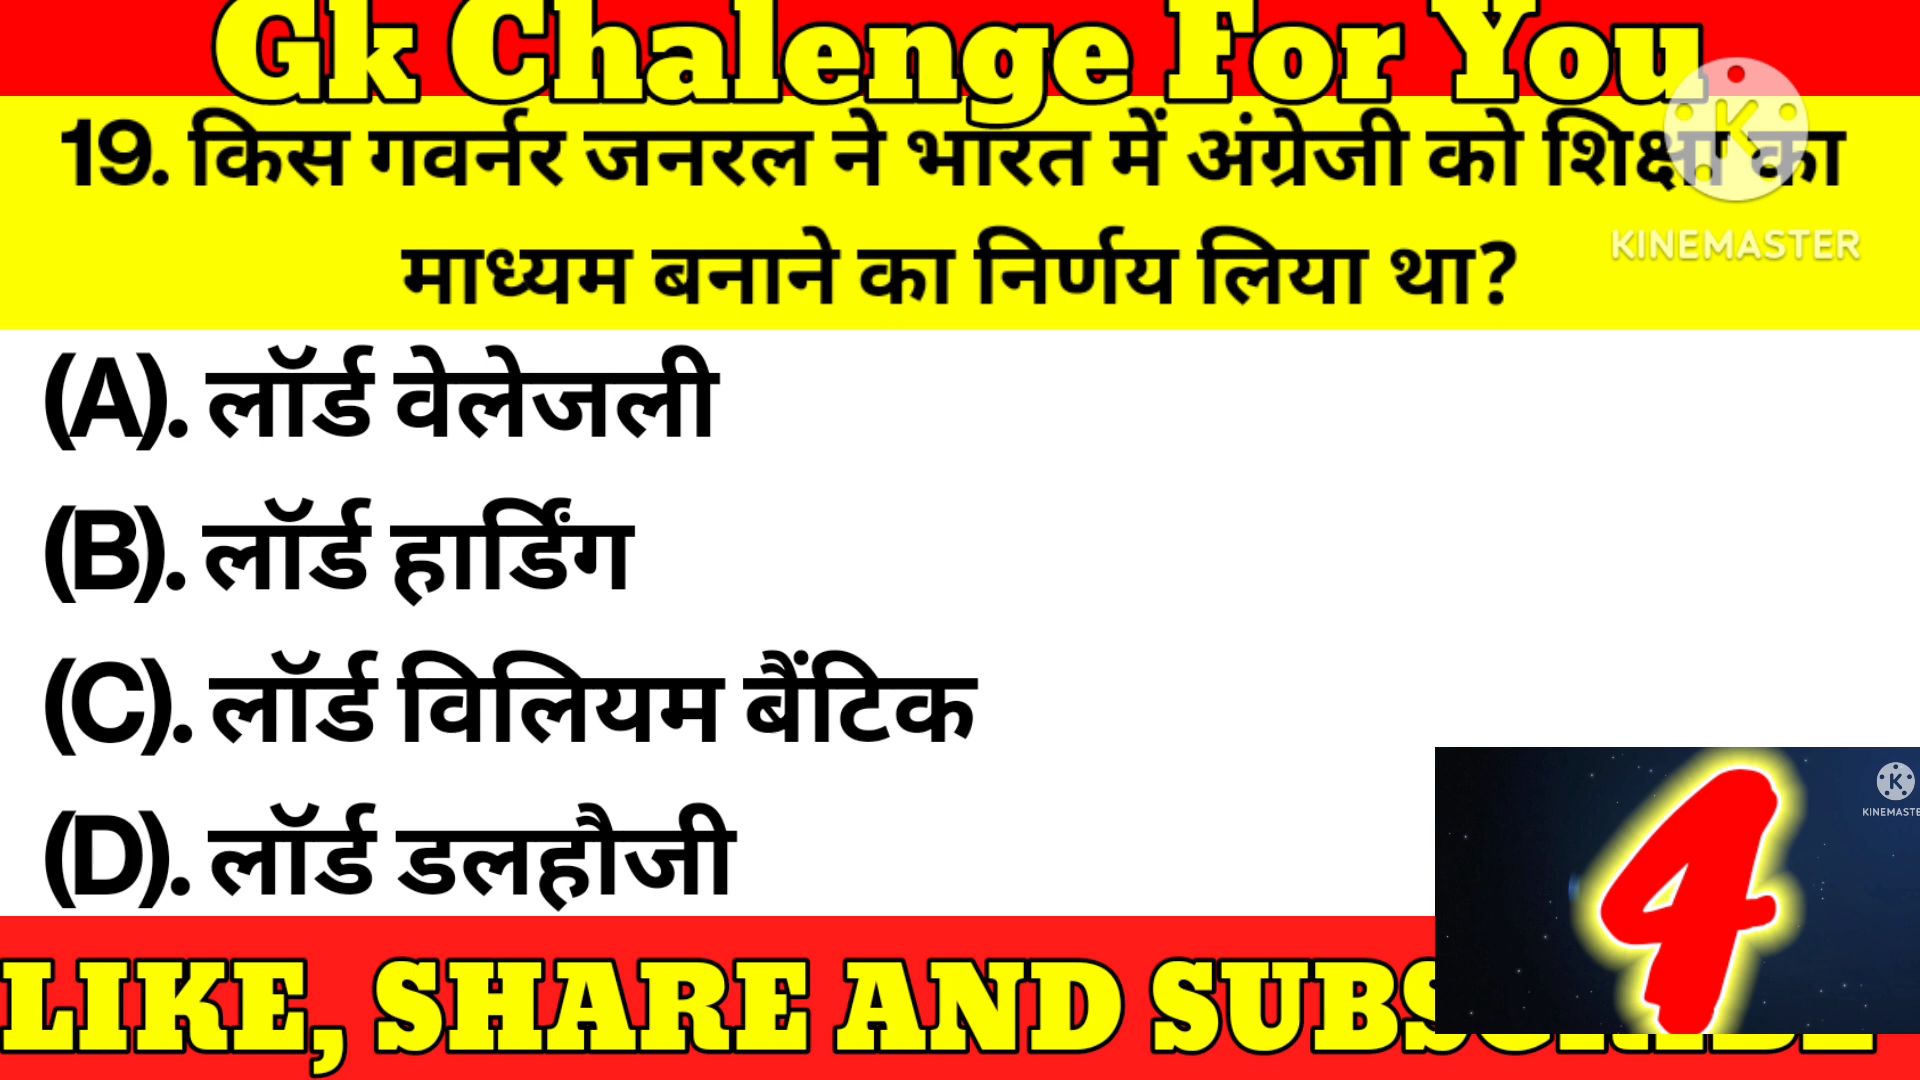 Gk Chalenge For You
19. किस गवर्नर जनरल ने भारत में अंग्रेजी को शिक्षा का
माध्यम बनाने का निर्णय लिया था?
K
KINEMASTER
(A). लॉर्ड वेलेजली
(B). लॉर्ड हार्डिंग
(C). लॉर्ड विलियम बैंटिक
(D). लॉर्ड डलहौजी
K
KINEMASTE
4
LIKE, SHARE AND SUBSCRIBE